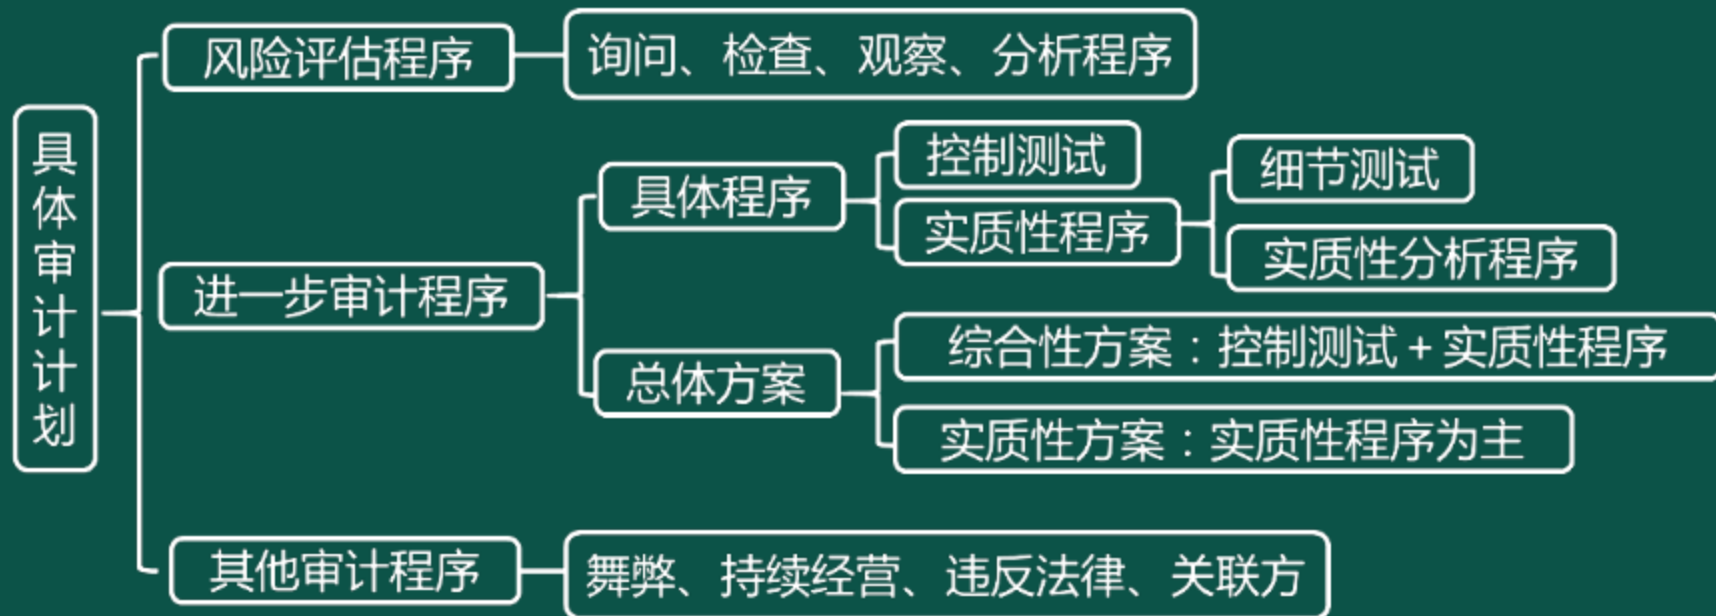 具体审计计划
风险评估程序
询问、检查、观察、分析程序
进一步审计程序
具体程序
控制测试
实质性程序
细节测试
实质性分析程序
总体方案
综合性方案：控制测试+实质性程序
实质性方案：实质性程序为主
其他审计程序
舞弊、持续经营、违反法律、关联方